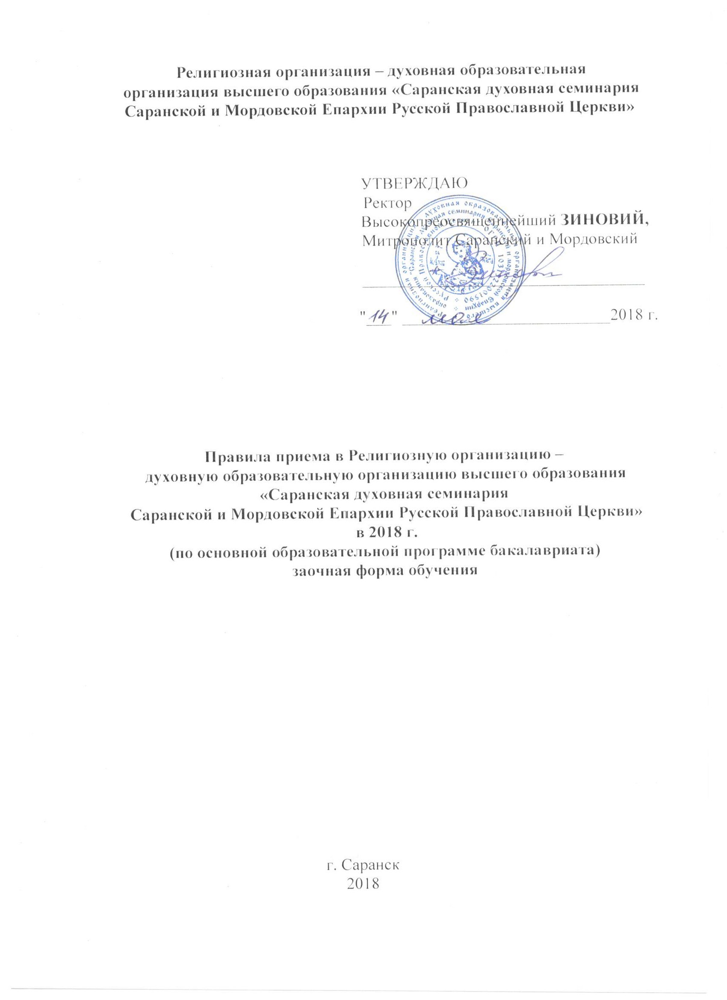 Религиозная организация – духовная образовательная
организация высшего образования «Саранская духовная семинария
Саранской и Мордовской Епархии Русской Православной Церкви»
УТВЕРЖДАЮ
Ректор
Высокопреосвященнейший ЗИНОВИЙ,
Митрополит Саранский и Мордовский
"14" мая 2018 г.
Правила приема в Религиозную организацию –
духовную образовательную организацию высшего образования
«Саранская духовная семинария
Саранской и Мордовской Епархии Русской Православной Церкви»
в 2018 г.
(по основной образовательной программе бакалавриата)
заочная форма обучения
г. Саранск
2018